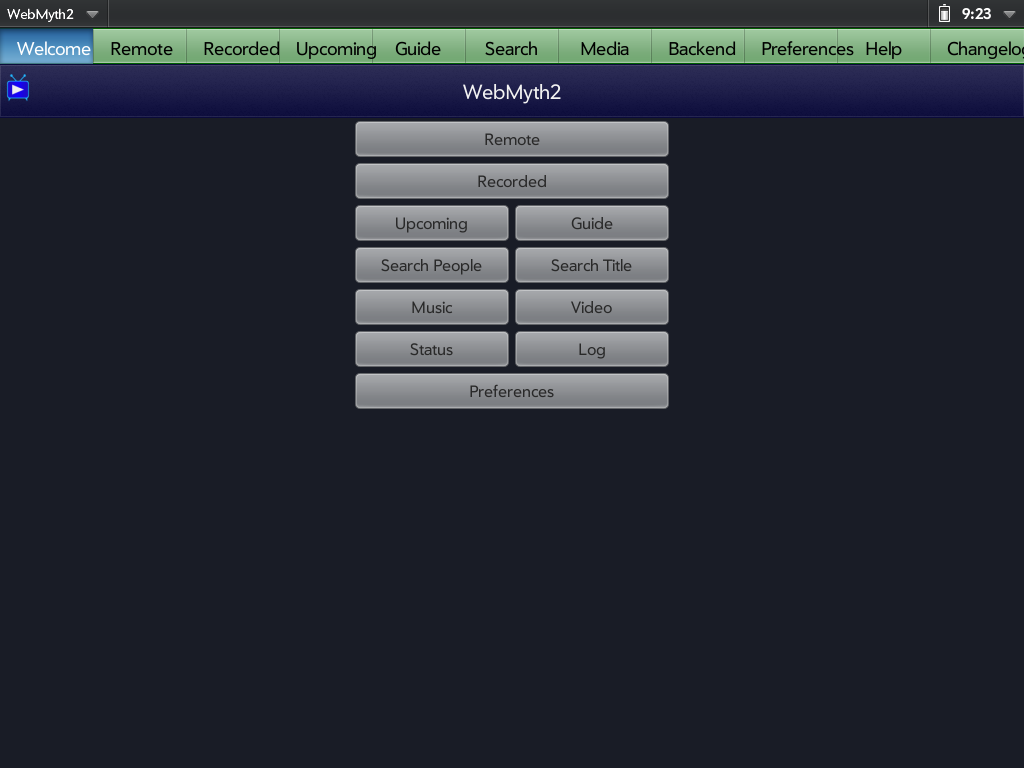 WebMyth2 9:23
Welcome Remote Recorded Upcoming Guide Search Media Backend Preferences Help Changelog
WebMyth2
Remote
Recorded
Upcoming Guide
Search People Search Title
Music Video
Status Log
Preferences